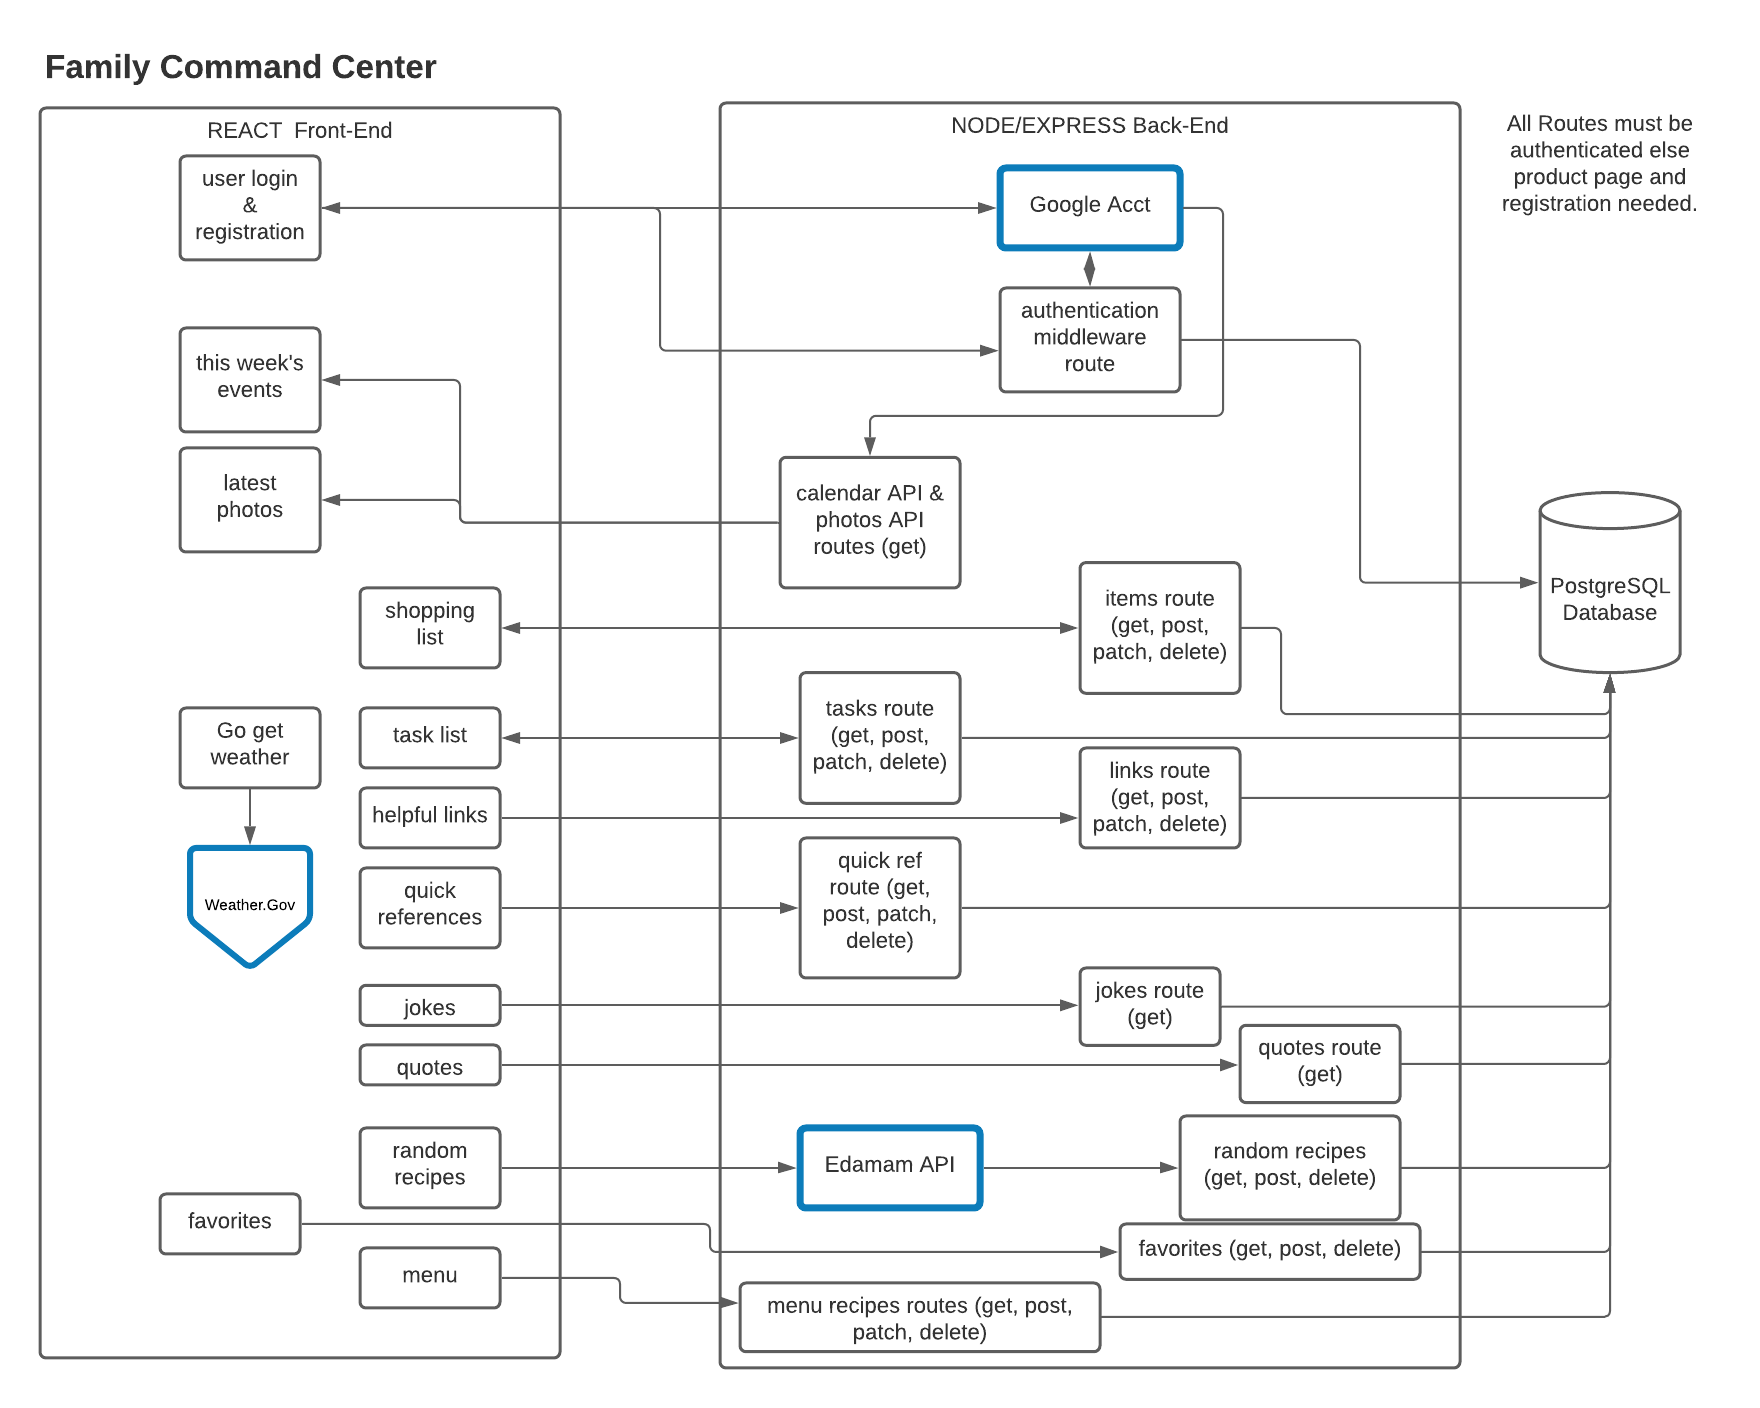 Family Command Center
REACT  Front-End
user login
&
registration
this week's
events
latest
photos
shopping
list
Go get
weather
task list
helpful links
Weather.Gov
quick
references
jokes
quotes
random
recipes
favorites
menu
NODE/EXPRESS Back-End
Google Acct
authentication
middleware
route
calendar API &
photos API
routes (get)
items route
(get, post,
patch, delete)
tasks route
(get, post,
patch, delete)
links route
(get, post,
patch, delete)
quick ref
route (get,
post, patch,
delete)
jokes route
(get)
quotes route
(get)
Edamam API
random recipes
(get, post, delete)
favorites (get, post, delete)
menu recipes routes (get, post,
patch, delete)
All Routes must be
authenticated else
product page and
registration needed.
PostgreSQL
Database